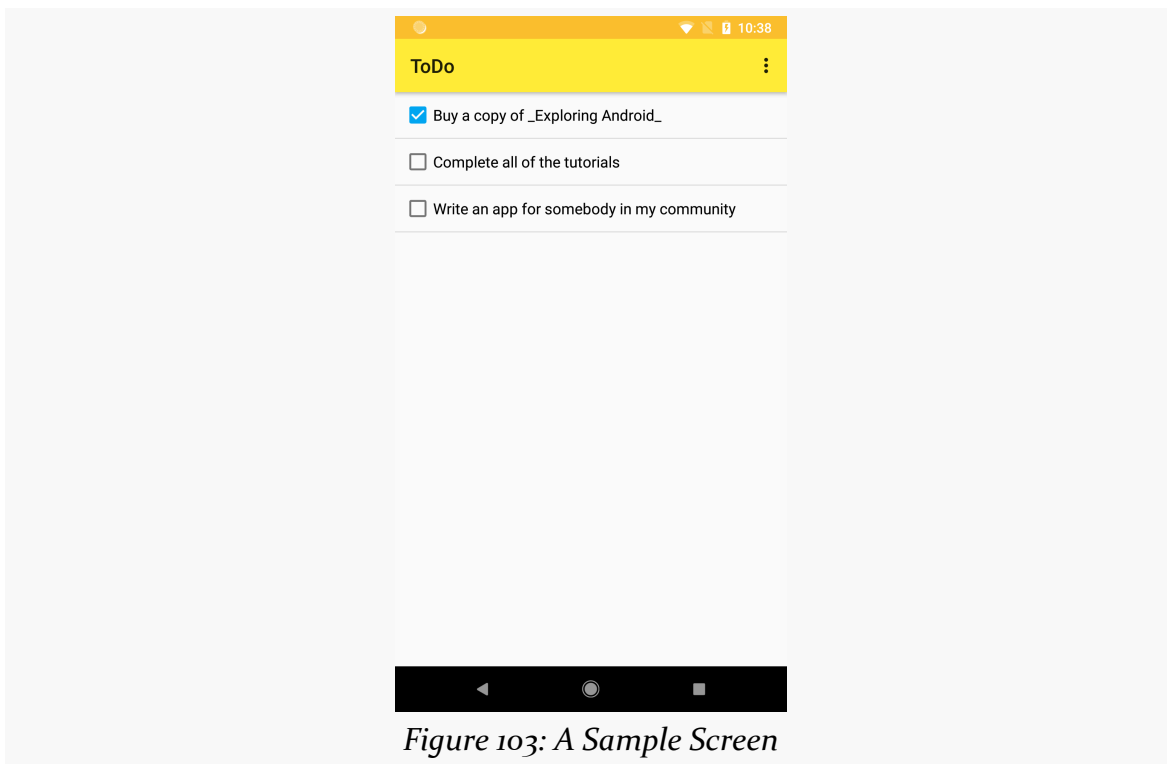 10:38
ToDo
Buy a copy of _Exploring Android_
Complete all of the tutorials
Write an app for somebody in my community
Figure 103: A Sample Screen